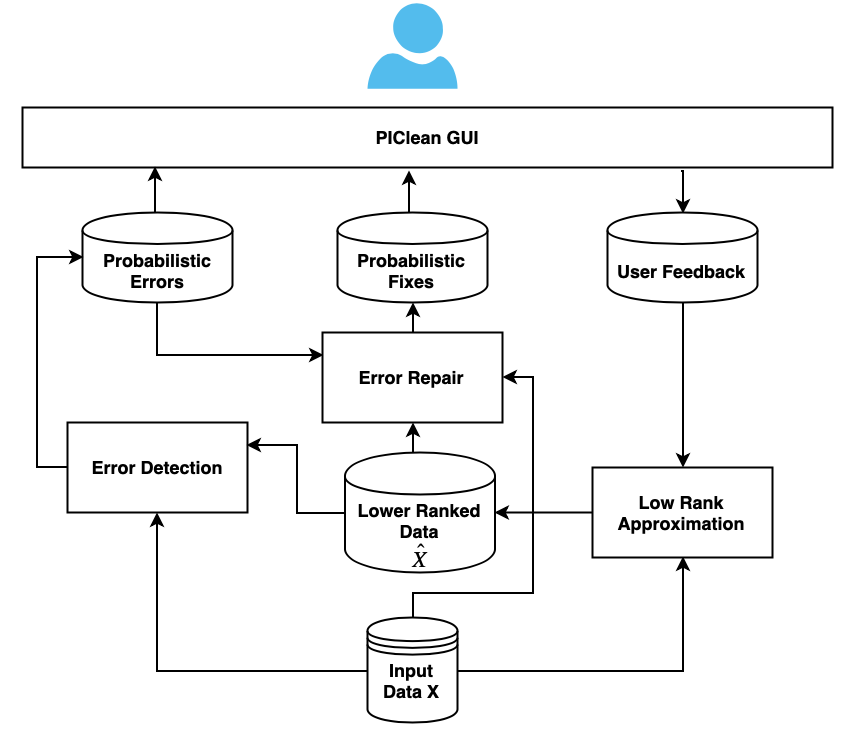 PIClean GUI
Probabilistic
Errors
Probabilistic
Fixes
User Feedback
Error Repair
Error Detection
Lower Ranked
Data
X̂
Low Rank
Approximation
Input
Data X